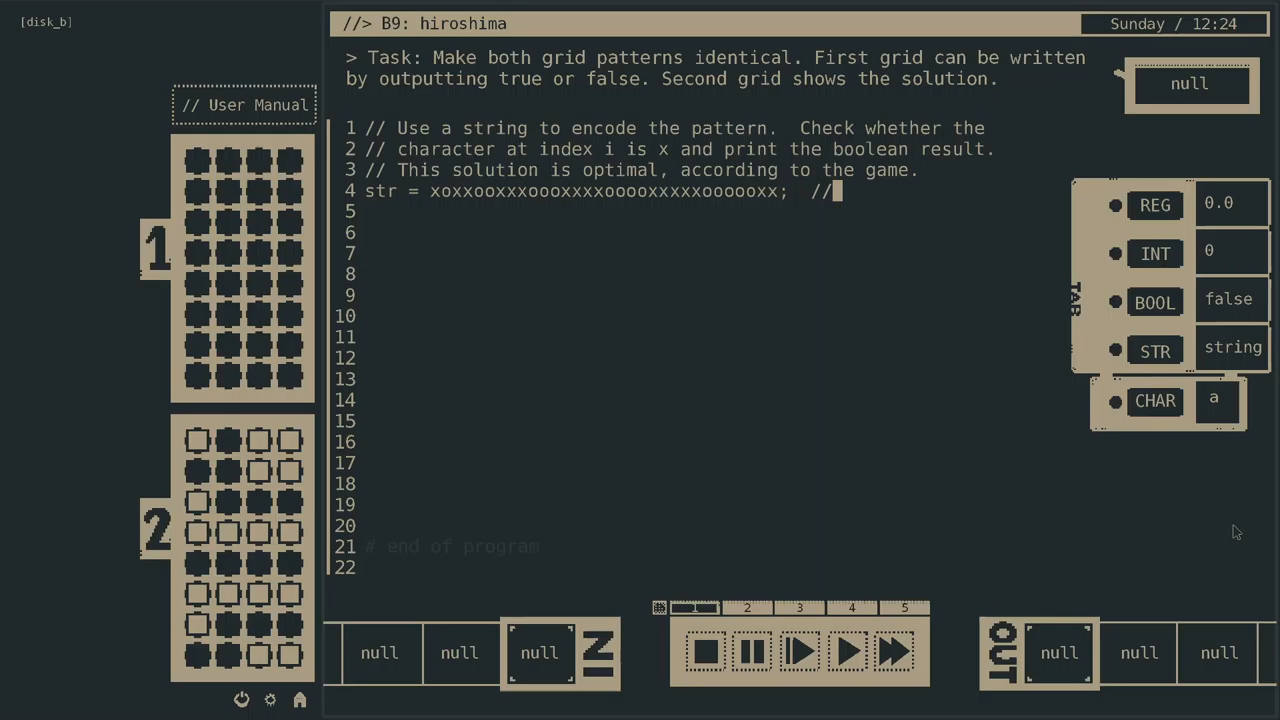 [disk_b]
//> B9: hiroshima
Sunday / 12:24
> Task: Make both grid patterns identical. First grid can be written
by outputting true or false. Second grid shows the solution.
null
// User Manual
1 // Use a string to encode the pattern.  Check whether the
2 // character at index i is x and print the boolean result.
3 // This solution is optimal, according to the game.
4 str = xoxxooxxxoooxxxxooooxxxxxoooooxx;  //
5
6
7
8
9
10
11
12
13
14
15
16
17
18
19
20
21 # end of program
22
1
2
TAB
REG 0.0
INT 0
BOOL false
STR string
CHAR a
1 2 3 4 5
null null null IN
OUT null null null